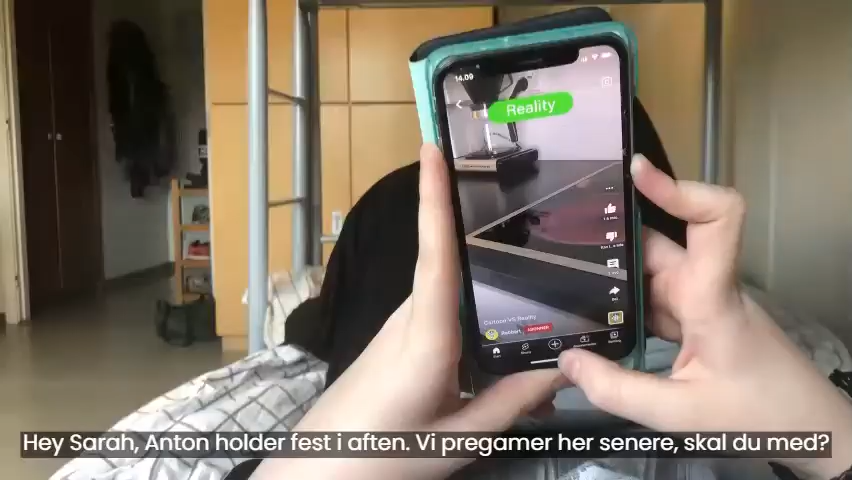 14.09
Reality
Cartoon VS Reality
Hey Sarah, Anton holder fest i aften. Vi pregamer her senere, skal du med?